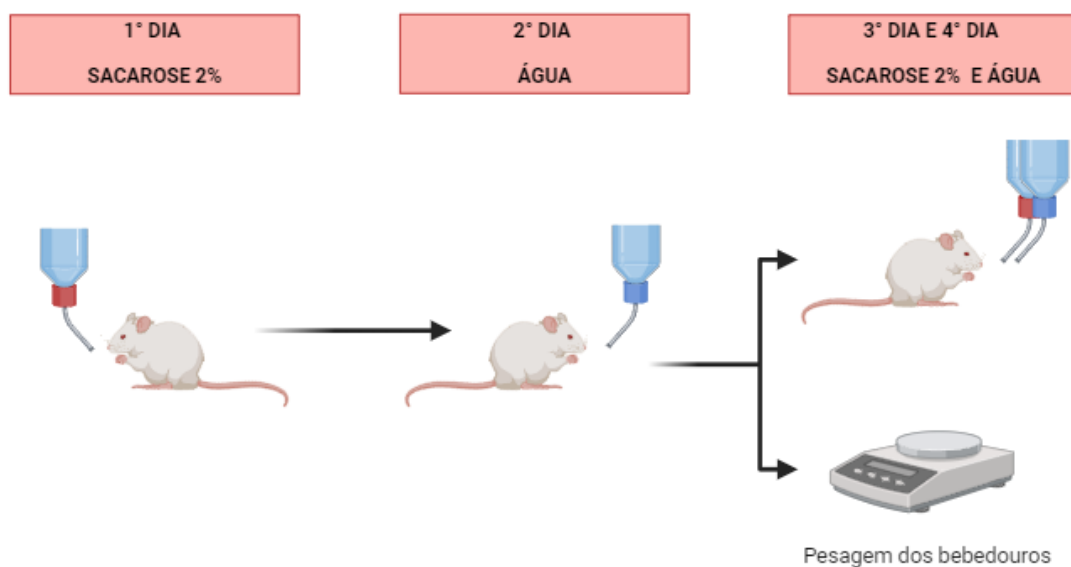 1° DIA
SACAROSE 2%
2° DIA
ÁGUA
3° DIA E 4° DIA
SACAROSE 2% E ÁGUA
Pesagem dos bebedouros